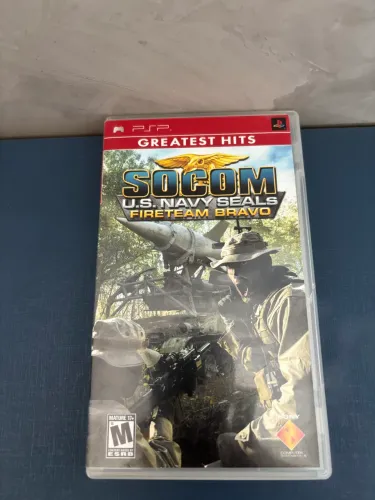 PSP
GREATEST HITS
SOCOM
U.S. NAVY SEALS
FIRETEAM BRAVO
MATURE 17+
M
ESRB